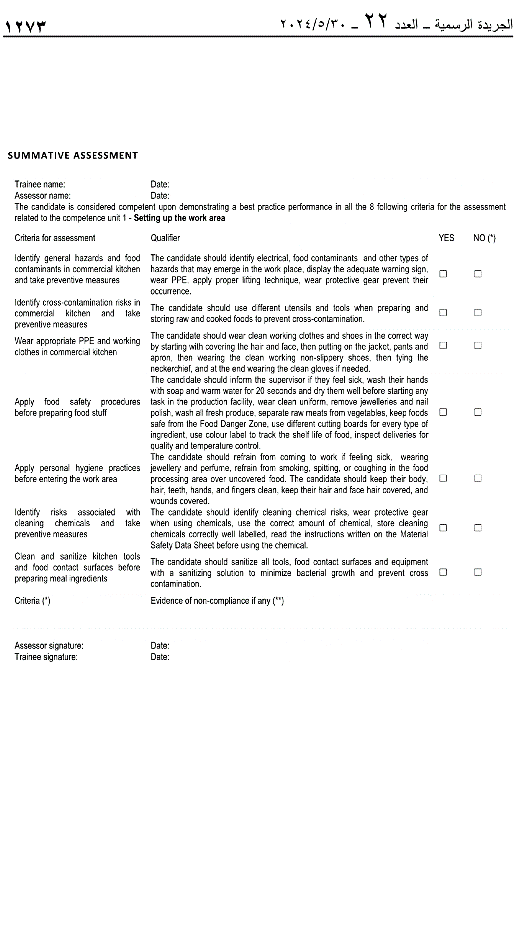 ١٢٧٣
الجريدة الرسمية – العدد ٢٢ – ٢٠٢٤/٥/٣٠
SUMMATIVE ASSESSMENT
Trainee name: Date:
Assessor name: Date:
The candidate is considered competent upon demonstrating a best practice performance in all the 8 following criteria for the assessment
related to the competence unit 1 - Setting up the work area
Criteria for assessment Qualifier YES NO (*)
Identify general hazards and food
contaminants in commercial kitchen
and take preventive measures
The candidate should identify electrical, food contaminants and other types of
hazards that may emerge in the work place, display the adequate warning sign,
wear PPE, apply proper lifting technique, wear protective gear prevent their
occurrence.
Identify cross-contamination risks in
commercial kitchen and take
preventive measures
The candidate should use different utensils and tools when preparing and
storing raw and cooked foods to prevent cross-contamination.
Wear appropriate PPE and working
clothes in commercial kitchen
The candidate should wear clean working clothes and shoes in the correct way
by starting with covering the hair and face, then putting on the jacket, pants and
apron, then wearing the clean working non-slippery shoes, then tying the
neckerchief, and at the end wearing the clean gloves if needed.
Apply food safety procedures
before preparing food stuff
The candidate should inform the supervisor if they feel sick, wash their hands
with soap and warm water for 20 seconds and dry them well before starting any
task in the production facility, wear clean uniform, remove jewelleries and nail
polish, wash all fresh produce, separate raw meats from vegetables, keep foods
safe from the Food Danger Zone, use different cutting boards for every type of
ingredient, use colour label to track the shelf life of food, inspect deliveries for
quality and temperature control.
Apply personal hygiene practices
before entering the work area
The candidate should refrain from coming to work if feeling sick, wearing
jewellery and perfume, refrain from smoking, spitting, or coughing in the food
processing area over uncovered food. The candidate should keep their body,
hair, teeth, hands, and fingers clean, keep their hair and face hair covered, and
wounds covered.
Identify risks associated with
cleaning chemicals and take
preventive measures
The candidate should identify cleaning chemical risks, wear protective gear
when using chemicals, use the correct amount of chemical, store cleaning
chemicals correctly well labelled, read the instructions written on the Material
Safety Data Sheet before using the chemical.
Clean and sanitize kitchen tools
and food contact surfaces before
preparing meal ingredients
The candidate should sanitize all tools, food contact surfaces and equipment
with a sanitizing solution to minimize bacterial growth and prevent cross
contamination.
Criteria (*) Evidence of non-compliance if any (**)
Assessor signature: Date:
Trainee signature: Date: